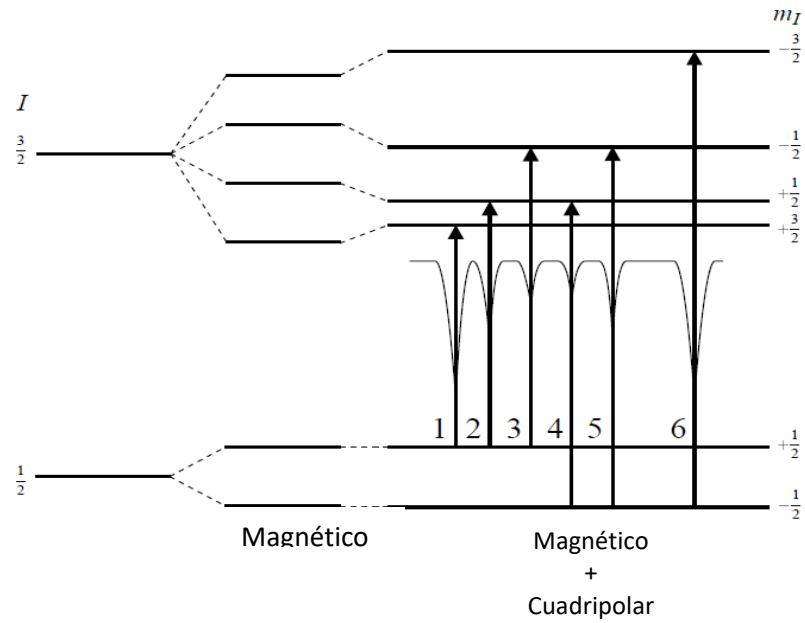 m_I
−3/2
I
3/2
−1/2
+1/2
+3/2
1 2 3 4 5 6
+1/2
1/2
−1/2
Magnético
Magnético
+
Cuadripolar